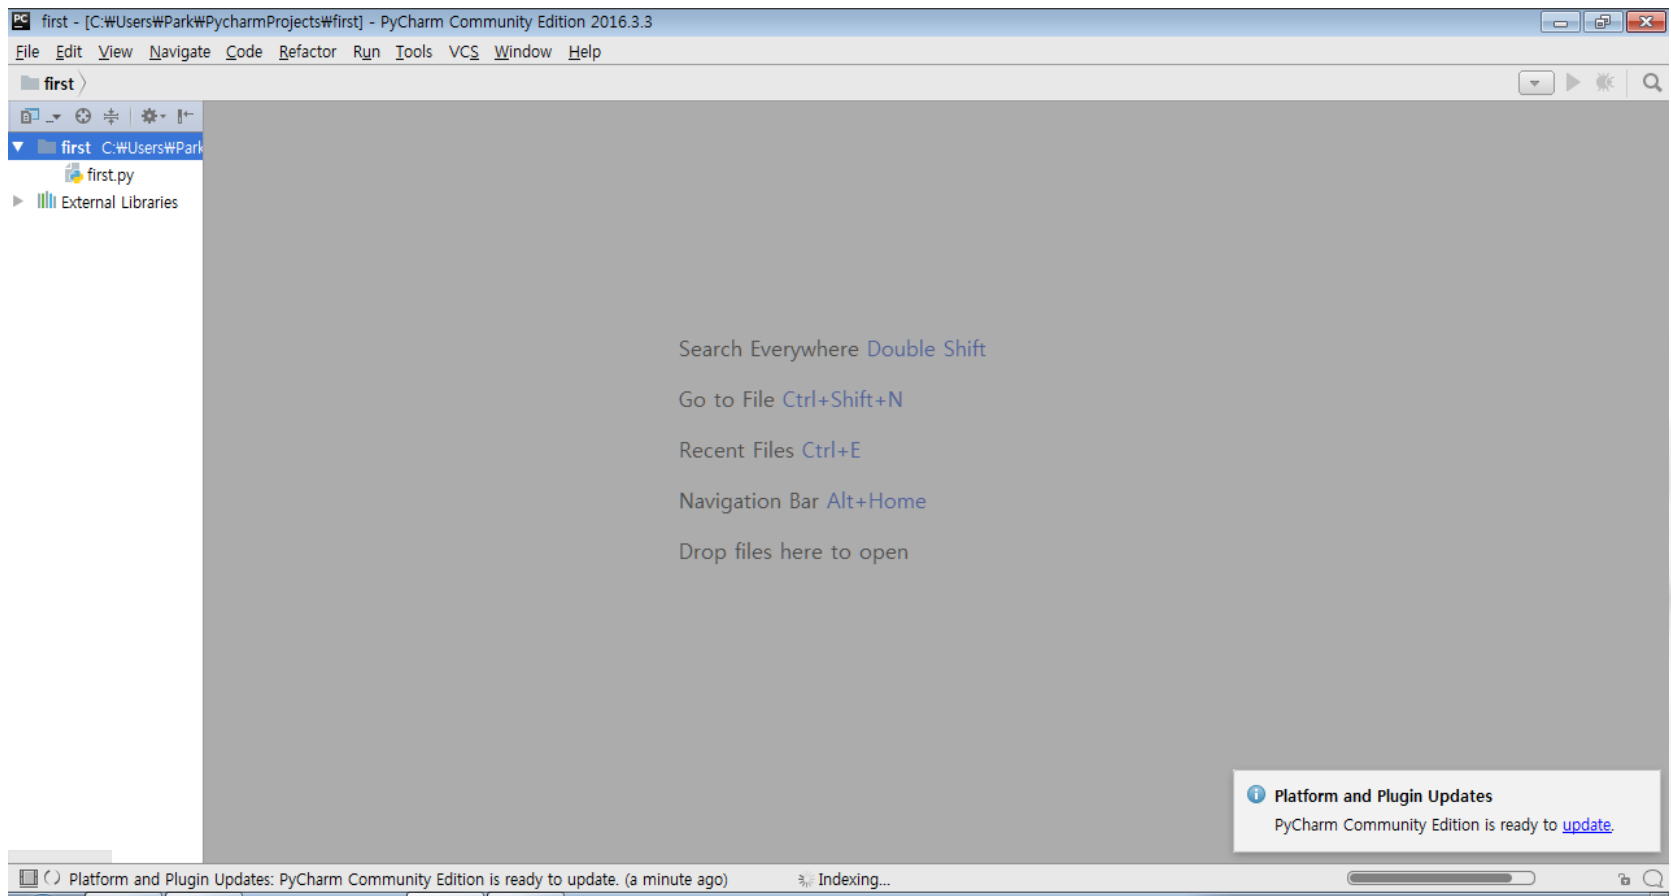 PC first - [C:₩Users₩Park₩PycharmProjects₩first] - PyCharm Community Edition 2016.3.3
File Edit View Navigate Code Refactor Run Tools VCS Window Help
first
first C:₩Users₩Park
first.py
External Libraries
Search Everywhere Double Shift
Go to File Ctrl+Shift+N
Recent Files Ctrl+E
Navigation Bar Alt+Home
Drop files here to open
Platform and Plugin Updates
PyCharm Community Edition is ready to update.
Platform and Plugin Updates: PyCharm Community Edition is ready to update. (a minute ago) Indexing...